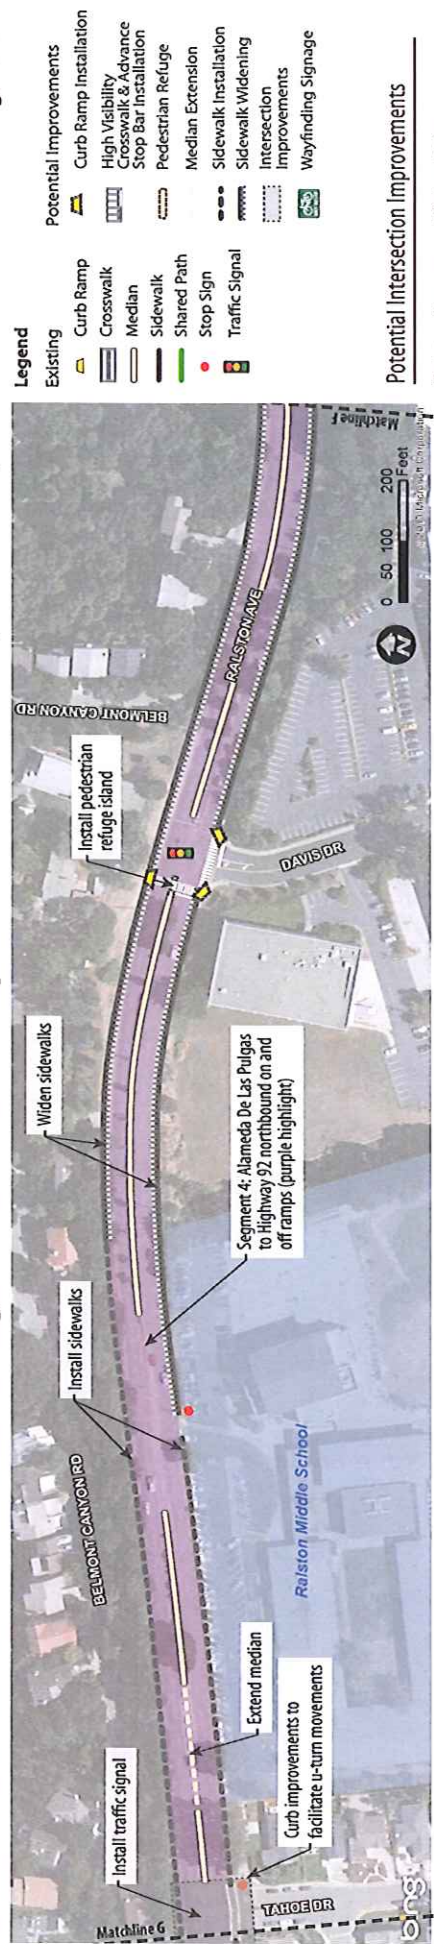 Legend
Existing
Curb Ramp
Crosswalk
Median
Sidewalk
Shared Path
Stop Sign
Traffic Signal
Potential Improvements
Curb Ramp Installation
High Visibility
Crosswalk & Advance
Stop Bar Installation
Pedestrian Refuge
Median Extension
Sidewalk Installation
Sidewalk Widening
Intersection
Improvements
Wayfinding Signage
Potential Intersection Improvements
Matchline G
Install traffic signal
BELMONT CANYON RD
Install sidewalks
Widen sidewalks
Install pedestrian
refuge island
BELMONT CANYON RD
RALSTON AVE
Matchline F
TAHOE DR
Curb improvements to
facilitate u-turn movements
Extend median
Ralston Middle School
Segment 4: Alameda De Las Pulgas
to Highway 92 northbound on and
off ramps (purple highlight)
DAVIS DR
N
0 50 100 200
Feet
bing